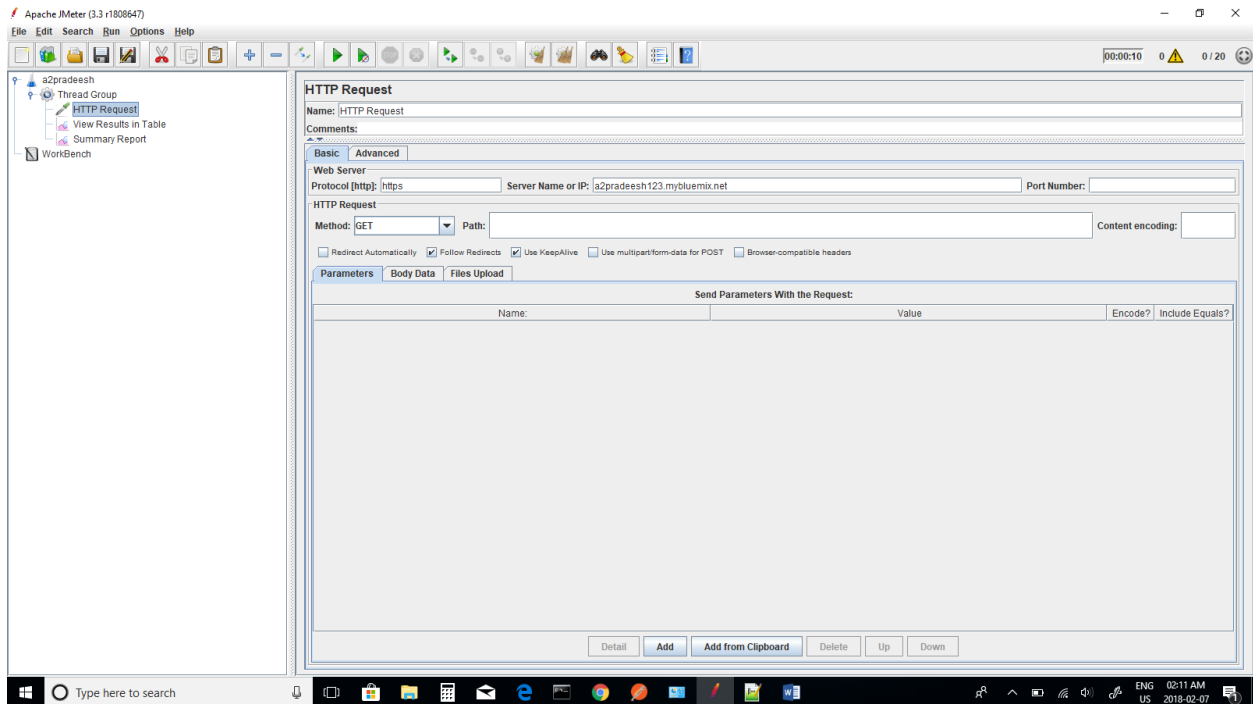 Apache JMeter (3.3 r1808647)
File Edit Search Run Options Help
00:00:10 0 0 / 20
a2pradeesh
Thread Group
HTTP Request
View Results in Table
Summary Report
WorkBench
HTTP Request
Name: HTTP Request
Comments:
Basic Advanced
Web Server
Protocol [http]: https Server Name or IP: a2pradeesh123.mybluemix.net Port Number:
HTTP Request
Method: GET Path: Content encoding:
Redirect Automatically Follow Redirects Use KeepAlive Use multipart/form-data for POST Browser-compatible headers
Parameters Body Data Files Upload
Send Parameters With the Request:
Name: Value Encode? Include Equals?
Detail Add Add from Clipboard Delete Up Down
Type here to search
ENG 02:11 AM
US 2018-02-07
1